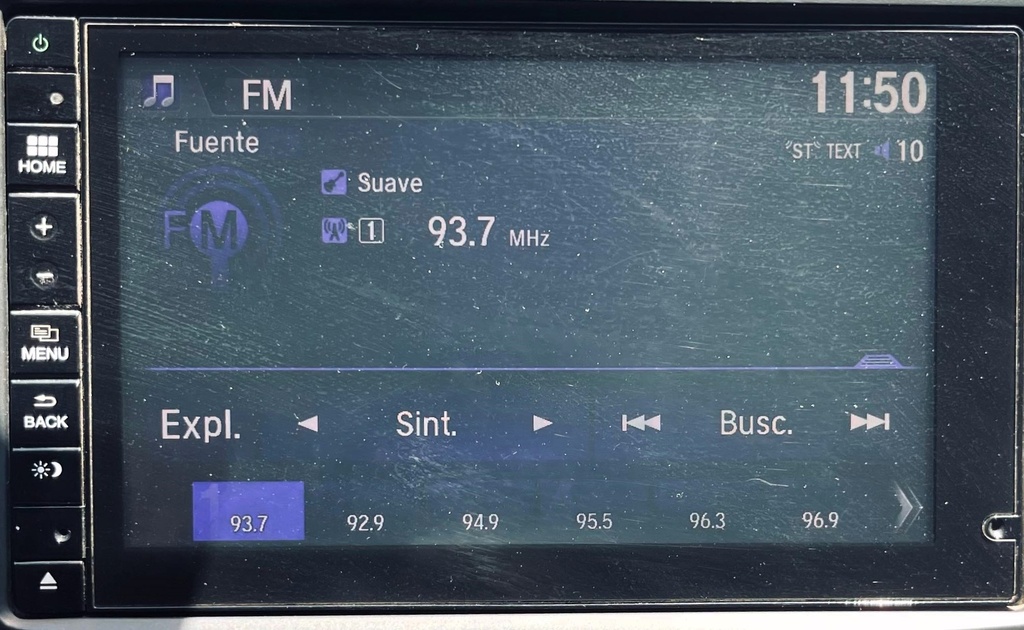 FM
11:50
Fuente
"ST" TEXT 10
HOME
Suave
FM
1 93.7 MHz
MENU
BACK
Expl. Sint. Busc.
1
93.7 92.9 94.9 95.5 96.3 96.9